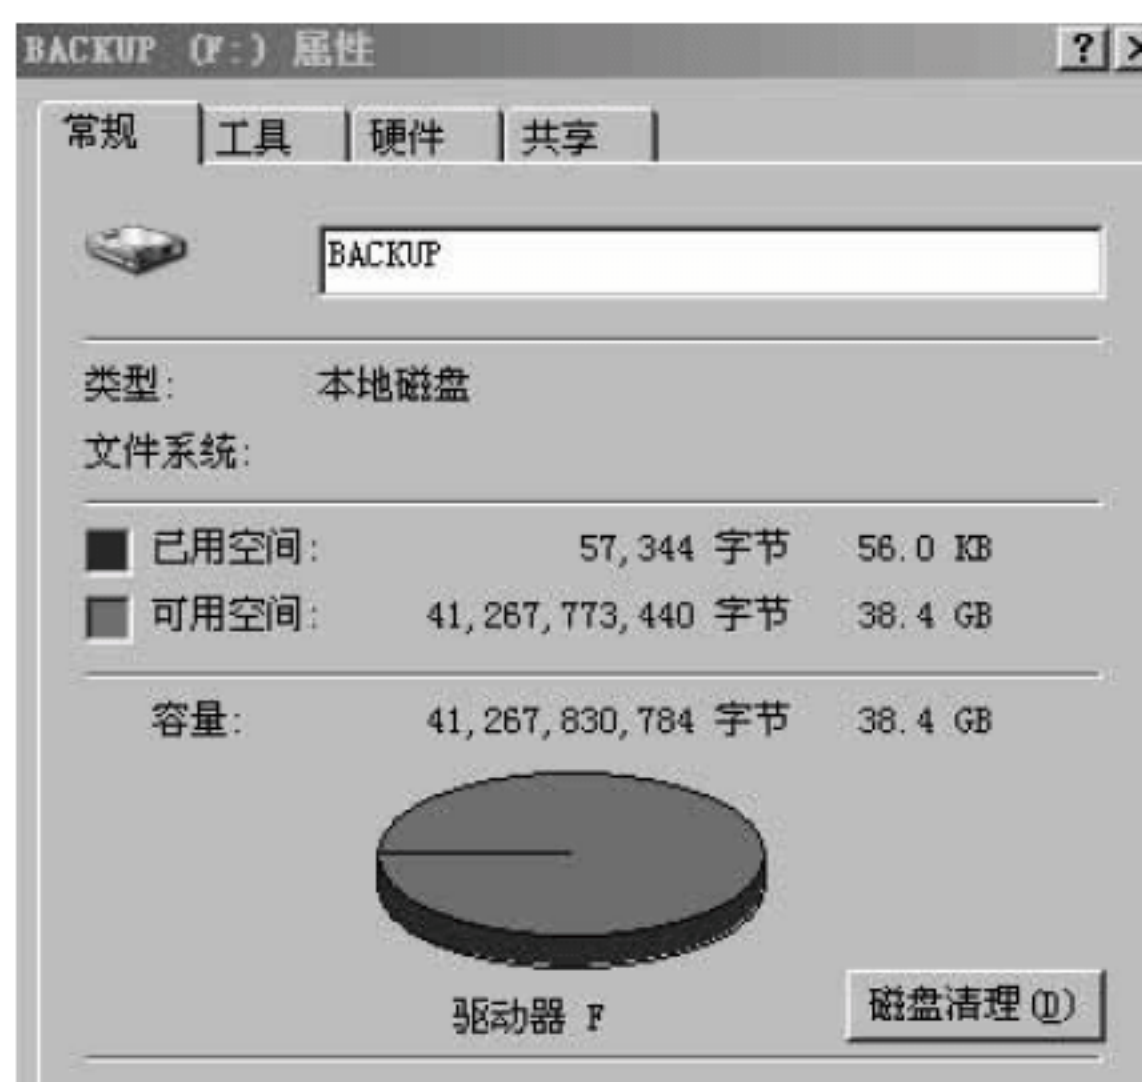 BACKUP (F:) 属性
常规 工具 硬件 共享
BACKUP
类型: 本地磁盘
文件系统:
已用空间: 57,344 字节 56.0 KB
可用空间: 41,267,773,440 字节 38.4 GB
容量: 41,267,830,784 字节 38.4 GB
驱动器 F
磁盘清理(D)